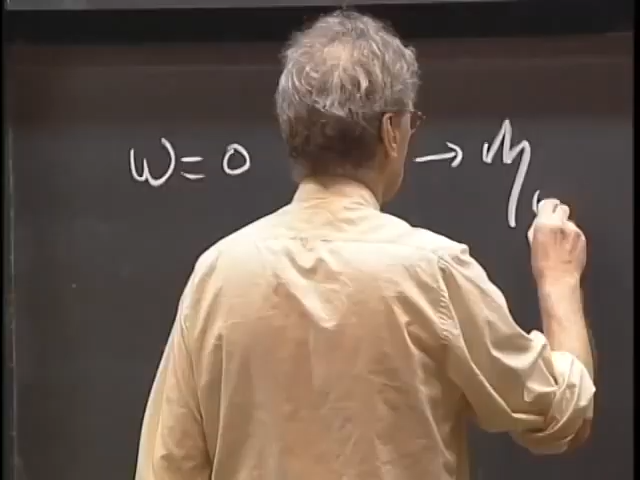 ω = 0 → η